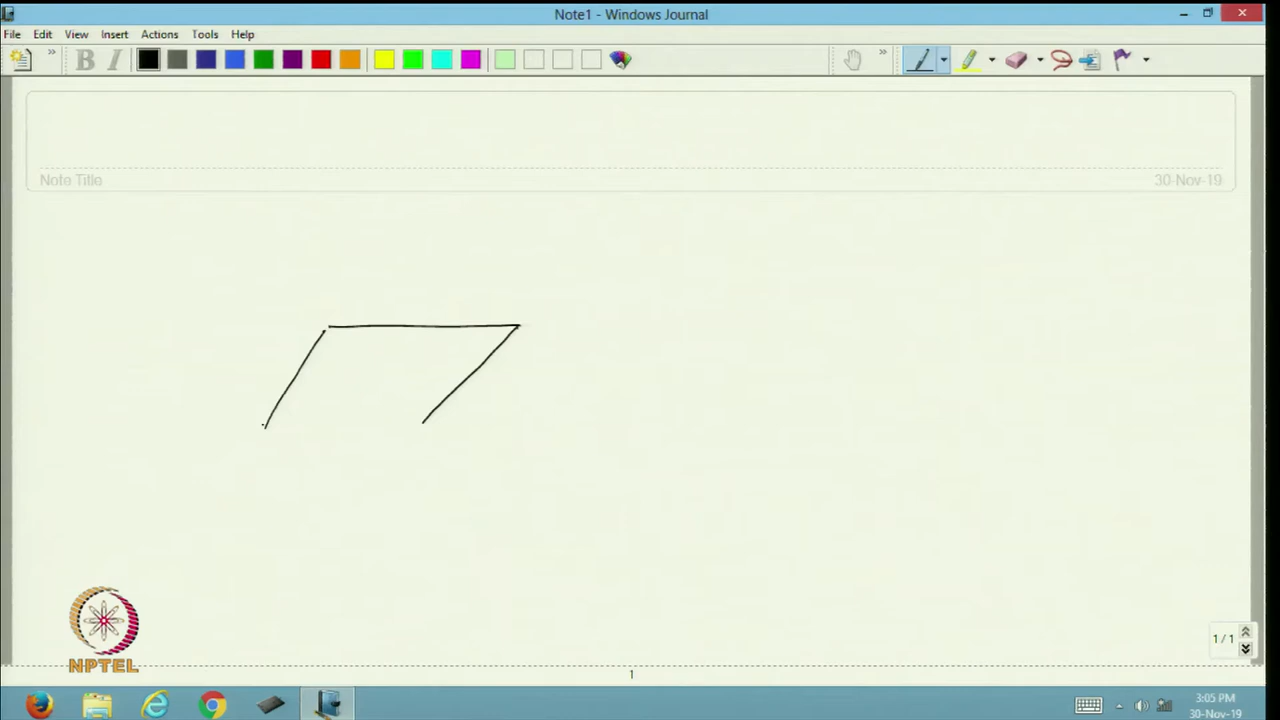 Note1 - Windows Journal
File Edit View Insert Actions Tools Help
B I
Note Title
30-Nov-19
NPTEL
1 / 1
1
3:05 PM
30-Nov-19